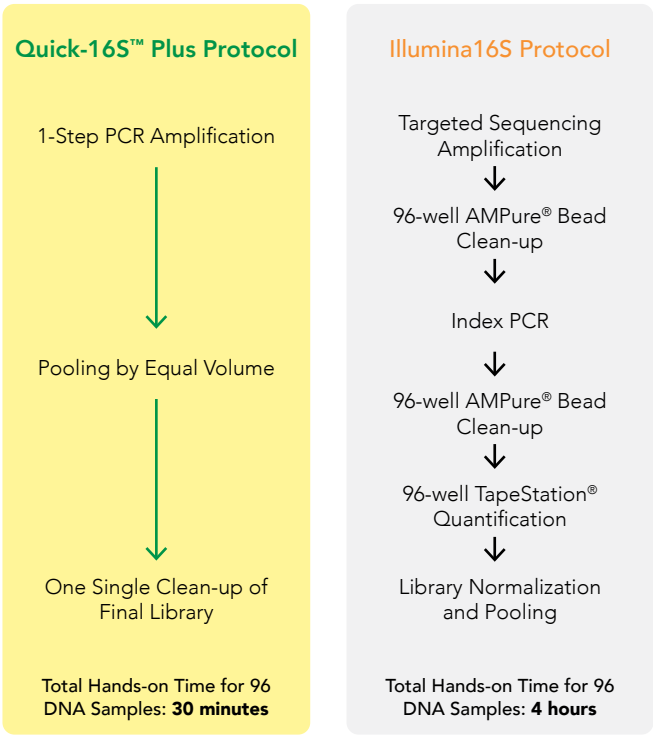 Quick-16S™ Plus Protocol
1-Step PCR Amplification
Pooling by Equal Volume
One Single Clean-up of
Final Library
Total Hands-on Time for 96
DNA Samples: 30 minutes
Illumina16S Protocol
Targeted Sequencing
Amplification
96-well AMPure® Bead
Clean-up
Index PCR
96-well AMPure® Bead
Clean-up
96-well TapeStation®
Quantification
Library Normalization
and Pooling
Total Hands-on Time for 96
DNA Samples: 4 hours